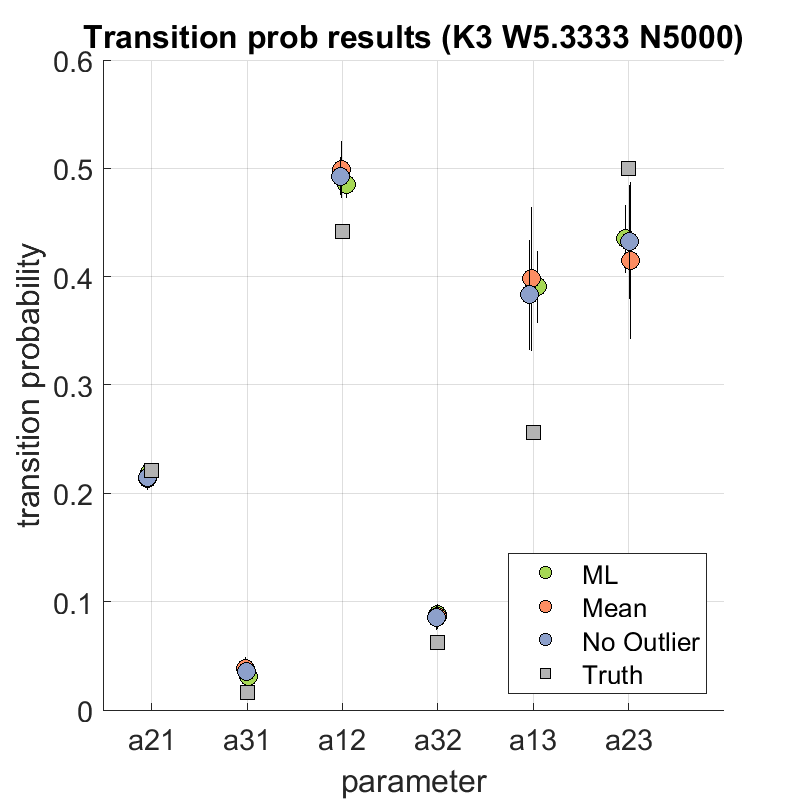 Transition prob results (K3 W5.3333 N5000)
0.6
0.5
0.4
0.3
0.2
0.1
0
transition probability
ML
Mean
No Outlier
Truth
a21 a31 a12 a32 a13 a23
parameter